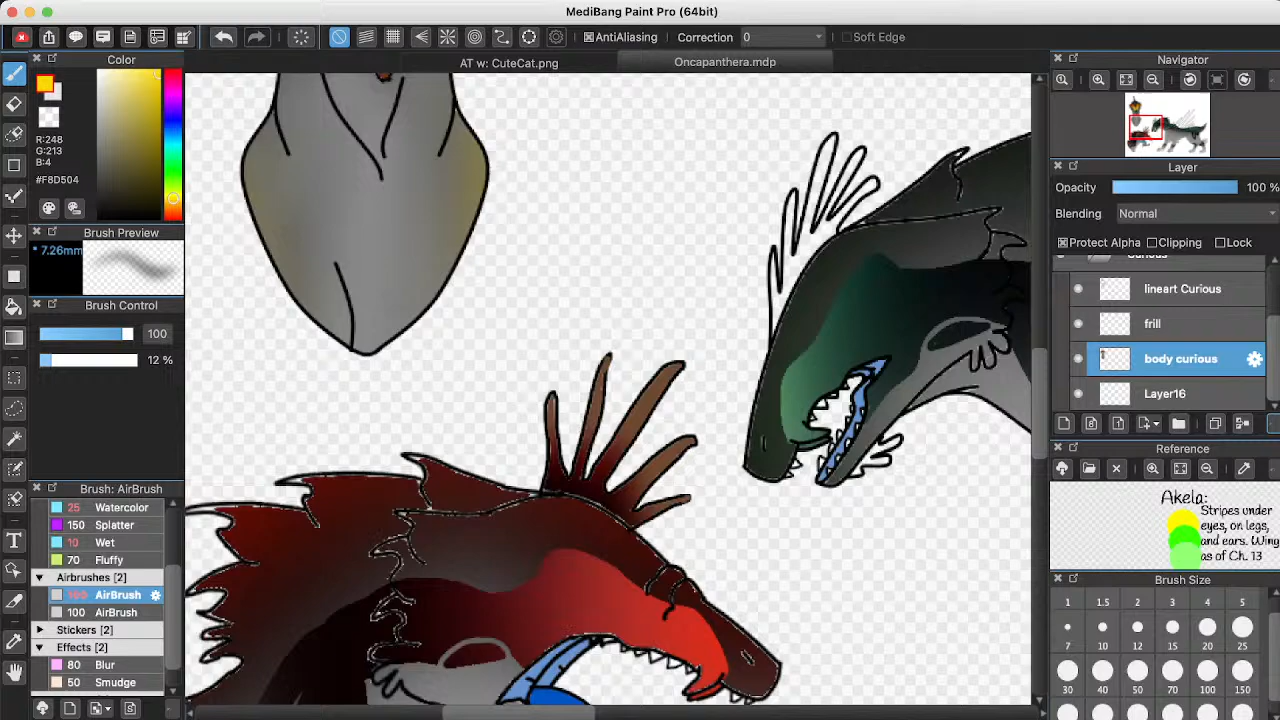 MediBang Paint Pro (64bit)
AntiAliasing Correction 0 Soft Edge
AT w: CuteCat.png Oncapanthera.mdp
Color
R:248
G:213
B:4
#F8D504
Brush Preview
* 7.26mm
Brush Control
100
12 %
Brush: AirBrush
25 Watercolor
150 Splatter
10 Wet
70 Fluffy
Airbrushes [2]
AirBrush
100 AirBrush
Stickers [2]
Effects [2]
80 Blur
50 Smudge
Navigator
Layer
Opacity 100 %
Blending Normal
Protect Alpha Clipping Lock
lineart Curious
frill
body curious
Layer16
Reference
Akela:
Stripes under
eyes, on legs,
and ears. Wing
as of Ch. 13
Brush Size
1 1.5 2 3 4 5
7 10 12 15 20 25
30 40 50 70 100 150